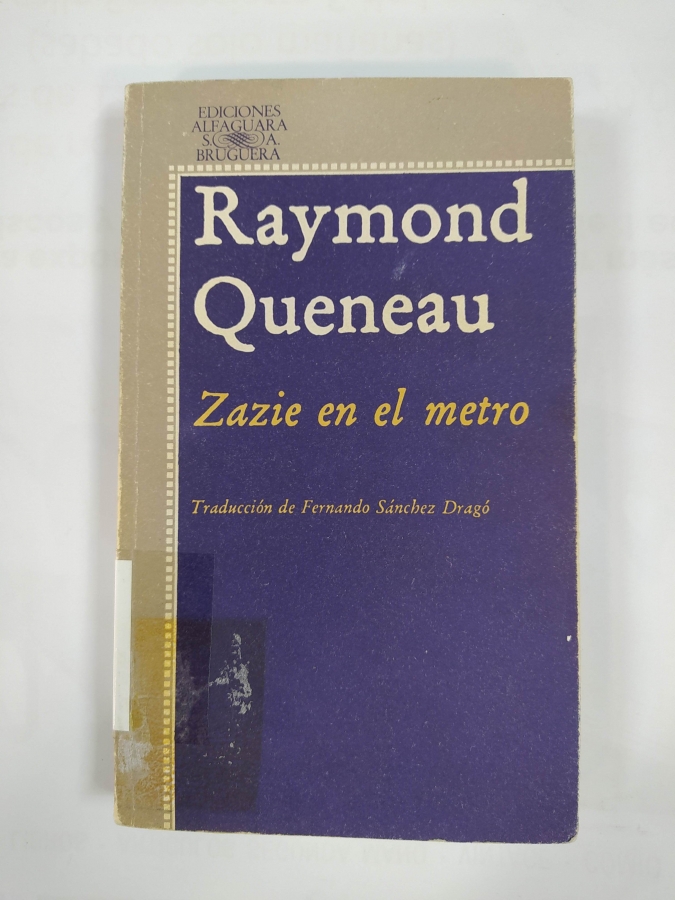 EDICIONES
ALFAGUARA
S. A.
BRUGUERA
Raymond
Queneau
Zazie en el metro
Traducción de Fernando Sánchez Dragó